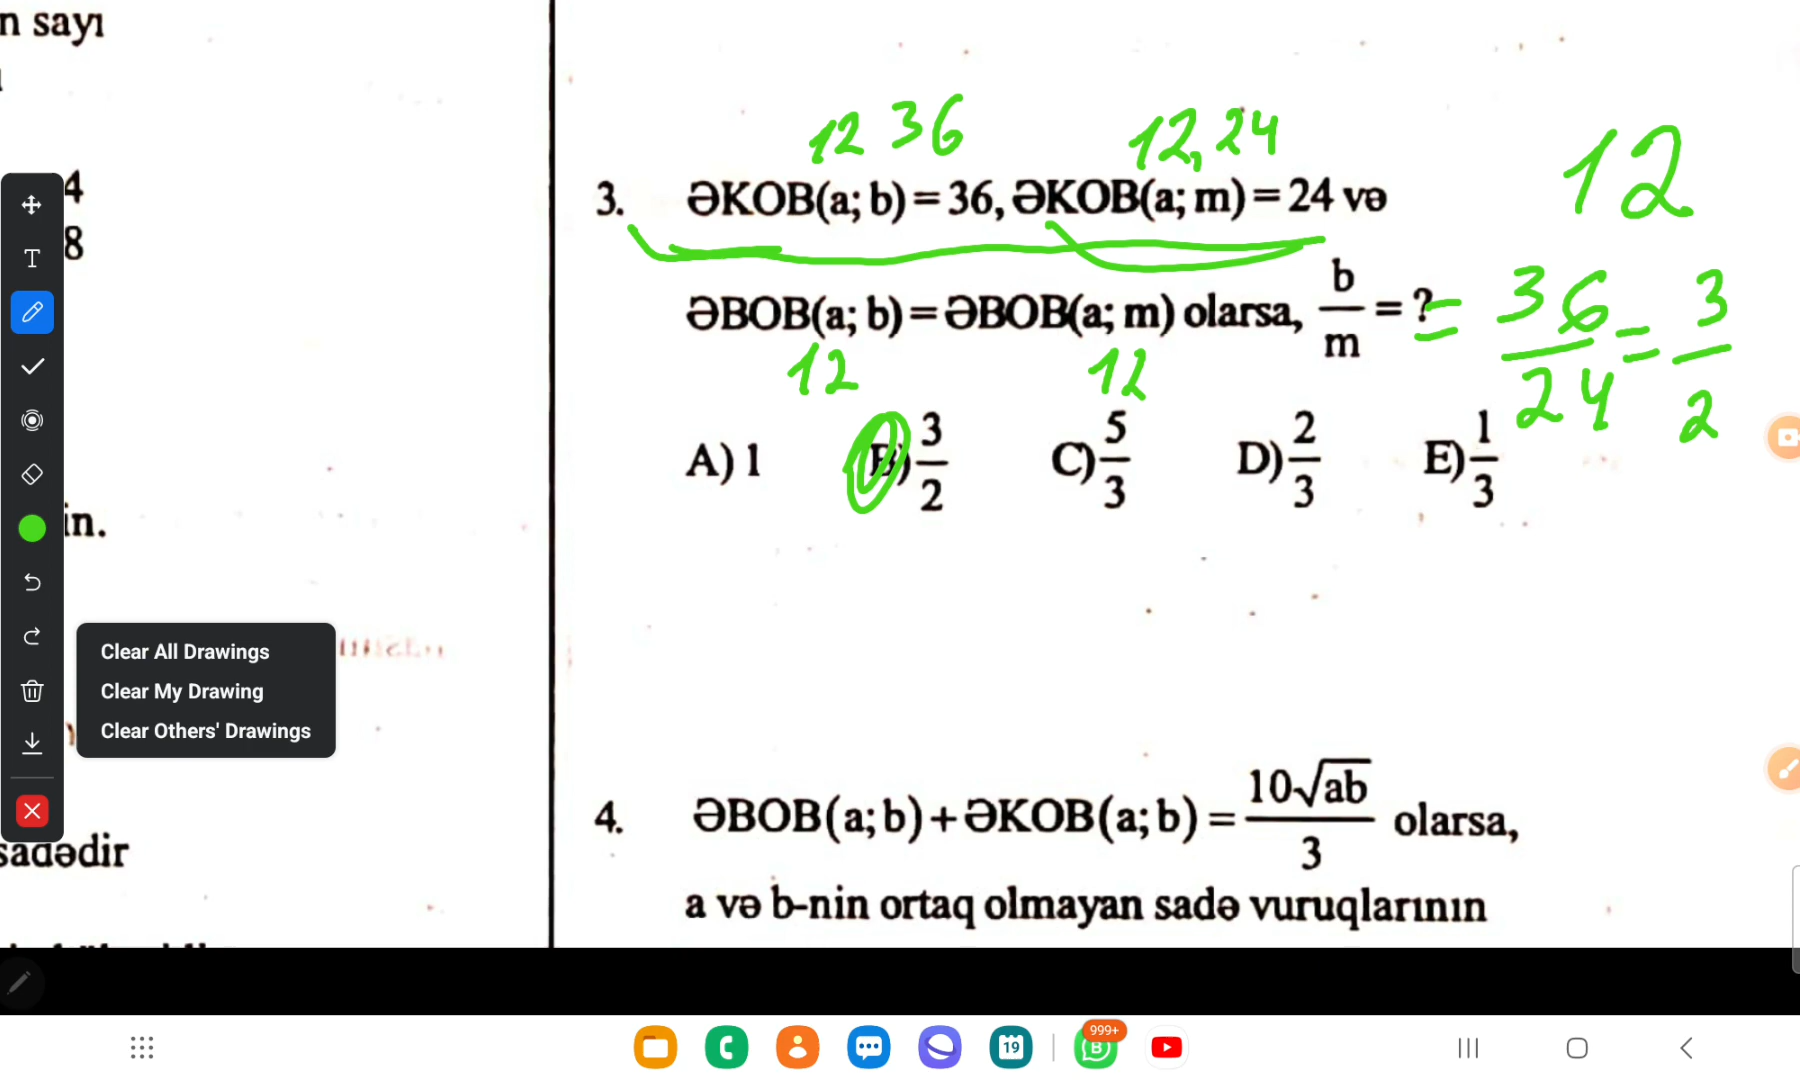 n sayı
4
8
in.
sadədir
12 36
12, 24
12
3. ƏKOB(a; b) = 36, ƏKOB(a; m) = 24 və
ƏBOB(a; b) = ƏBOB(a; m) olarsa, b/m = ? = 36/24 = 3/2
12
12
A) 1 B) 3/2 C) 5/3 D) 2/3 E) 1/3
Clear All Drawings
Clear My Drawing
Clear Others' Drawings
4. ƏBOB(a; b) + ƏKOB(a; b) = 10√ab/3 olarsa,
a və b-nin ortaq olmayan sadə vuruqlarının
19
999+
B